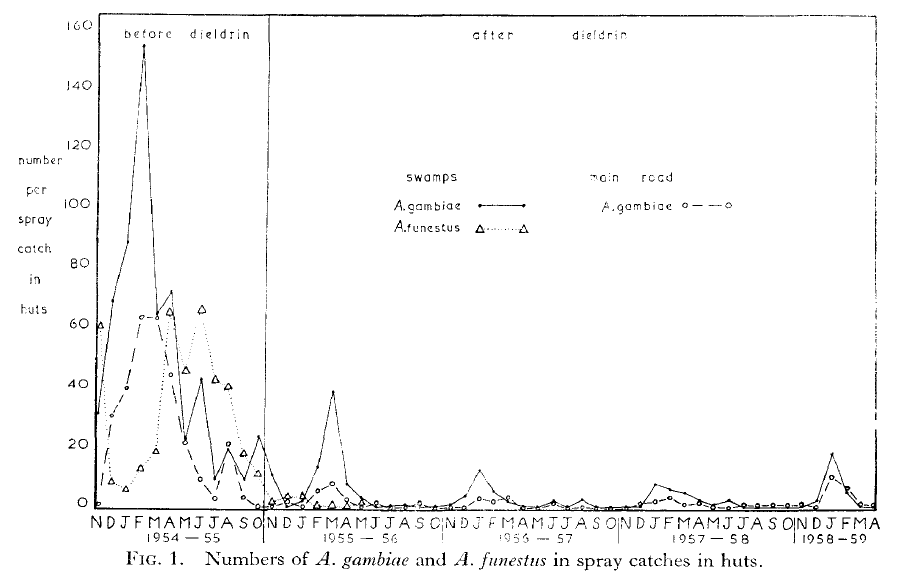 before dieldrin after dieldrin
160
140
120
100
80
60
40
20
0
number
per
spray
catch
in
huts
swamps main road
A.gambiae A.gambiae
A.funestus
N D J F M A M J J A S O N D J F M A M J J A S O N D J F M A M J J A S O N D J F M A M J J A S O N D J F M A
1954 — 55 1955 — 56 1956 — 57 1957 — 58 1958 - 59
FIG. 1. Numbers of A. gambiae and A. funestus in spray catches in huts.